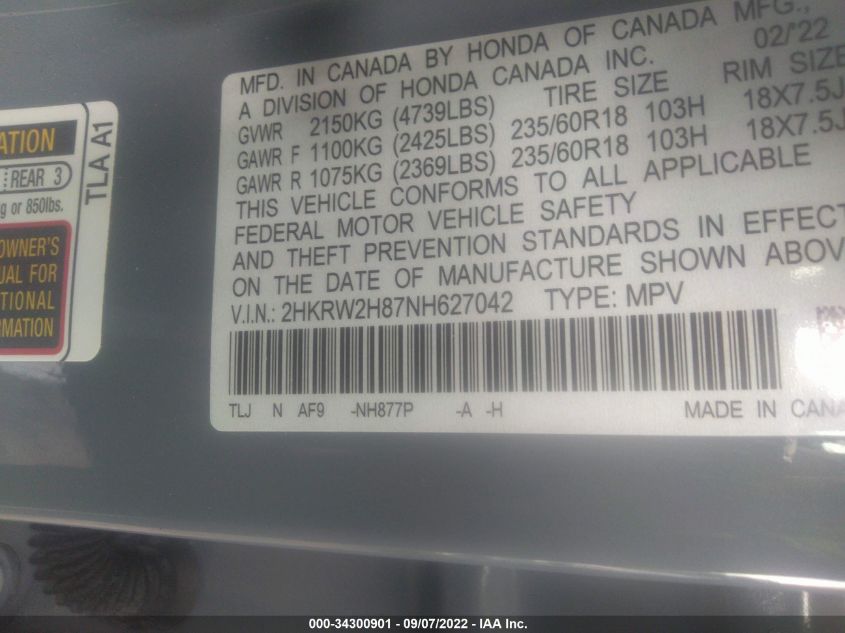 MFD. IN CANADA BY HONDA OF CANADA MFG.,
A DIVISION OF HONDA CANADA INC. 02/'22
GVWR 2150KG (4739LBS) TIRE SIZE RIM SIZE
GAWR F 1100KG (2425LBS) 235/60R18 103H 18X7.5J
GAWR R 1075KG (2369LBS) 235/60R18 103H 18X7.5J
THIS VEHICLE CONFORMS TO ALL APPLICABLE
FEDERAL MOTOR VEHICLE SAFETY
AND THEFT PREVENTION STANDARDS IN EFFECT
ON THE DATE OF MANUFACTURE SHOWN ABOV
V.I.N.: 2HKRW2H87NH627042 TYPE: MPV
TLJ N AF9 -NH877P -A -H MADE IN CANA
ATION
REAR 3
g or 850lbs.
OWNER'S
UAL FOR
TIONAL
RMATION
TLA A1
000-34300901 - 09/07/2022 - IAA Inc.